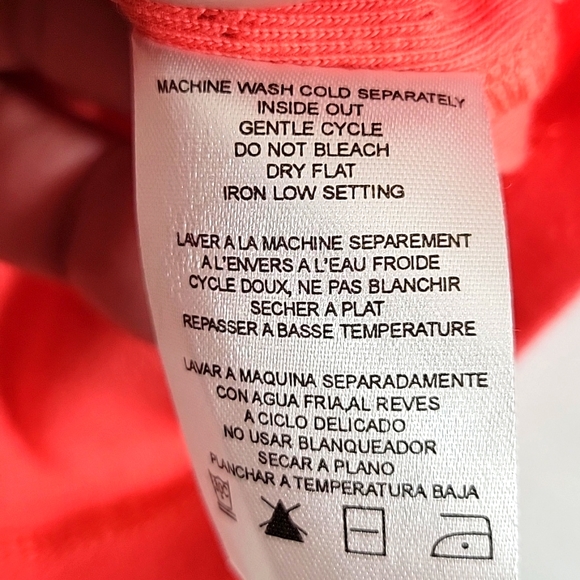 MACHINE WASH COLD SEPARATELY
INSIDE OUT
GENTLE CYCLE
DO NOT BLEACH
DRY FLAT
IRON LOW SETTING
LAVER A LA MACHINE SEPAREMENT
A L'ENVERS A L'EAU FROIDE
CYCLE DOUX, NE PAS BLANCHIR
SECHER A PLAT
REPASSER A BASSE TEMPERATURE
LAVAR A MAQUINA SEPARADAMENTE
CON AGUA FRIA,AL REVES
A CICLO DELICADO
NO USAR BLANQUEADOR
SECAR A PLANO
PLANCHAR A TEMPERATURA BAJA